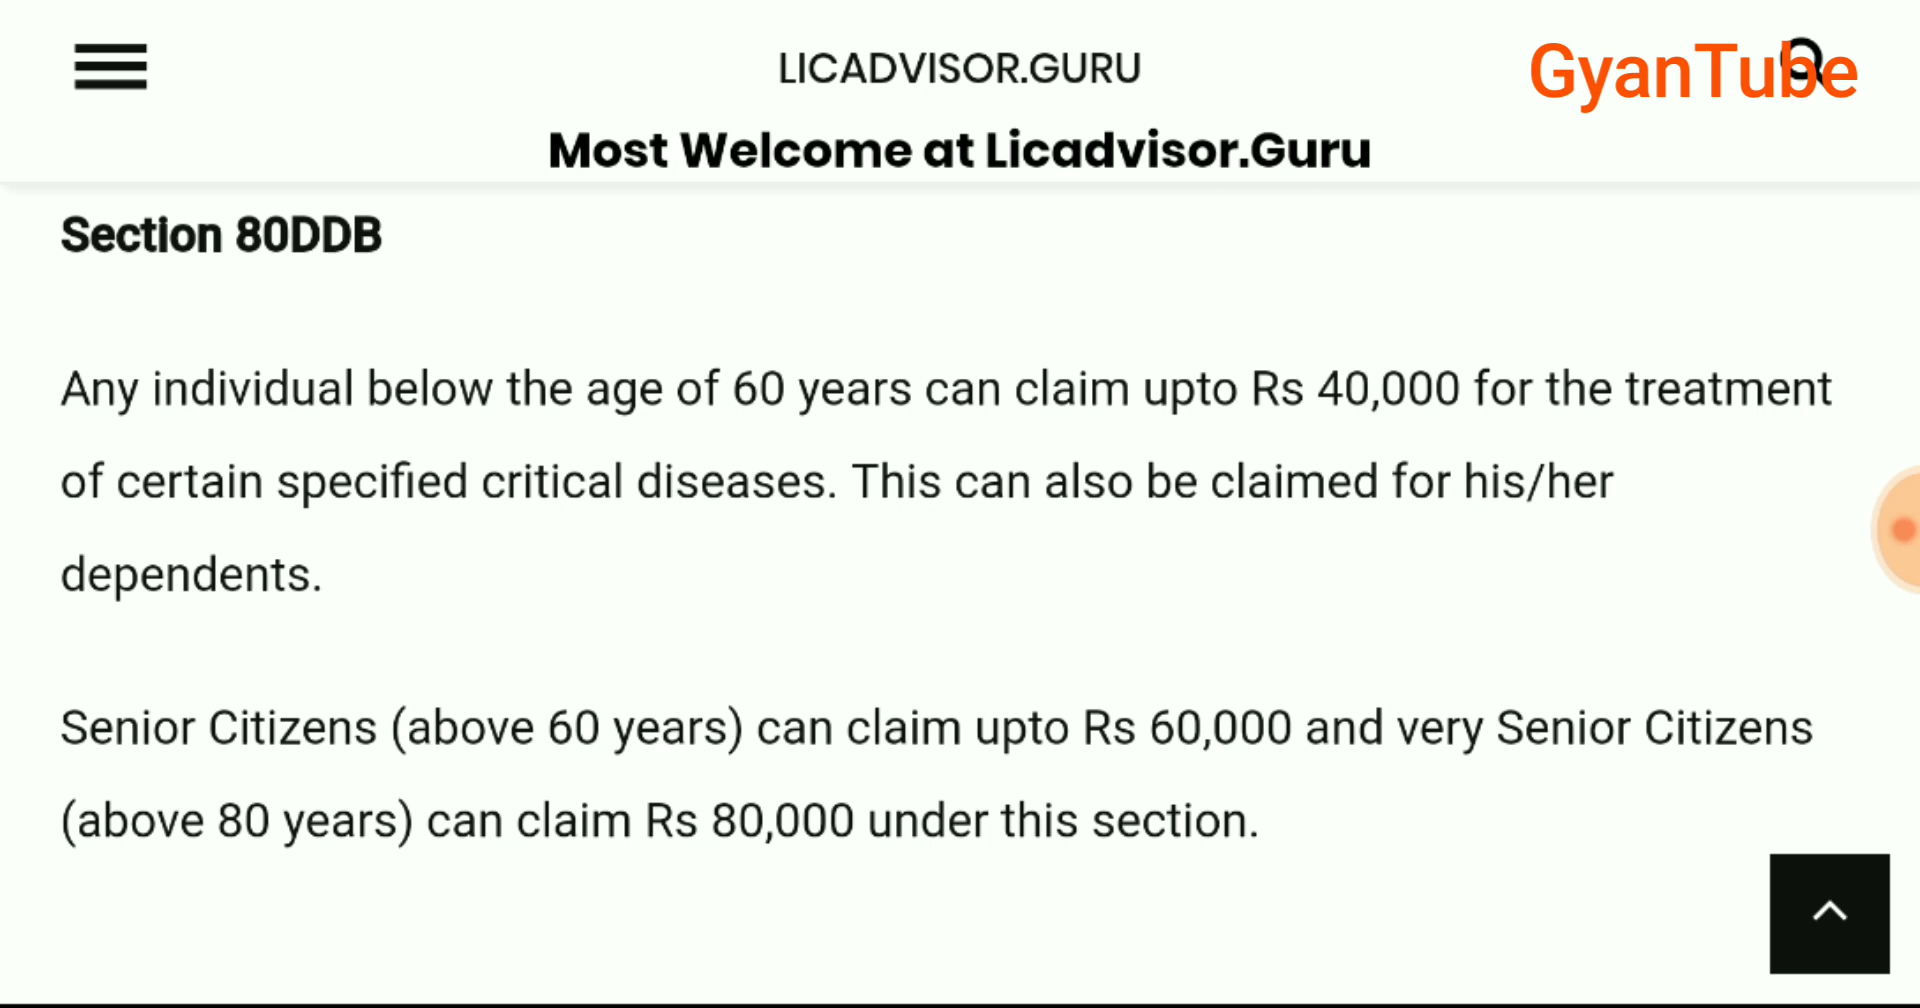 LICADVISOR.GURU
GyanTube
Most Welcome at Licadvisor.Guru
Section 80DDB
Any individual below the age of 60 years can claim upto Rs 40,000 for the treatment
of certain specified critical diseases. This can also be claimed for his/her
dependents.
Senior Citizens (above 60 years) can claim upto Rs 60,000 and very Senior Citizens
(above 80 years) can claim Rs 80,000 under this section.